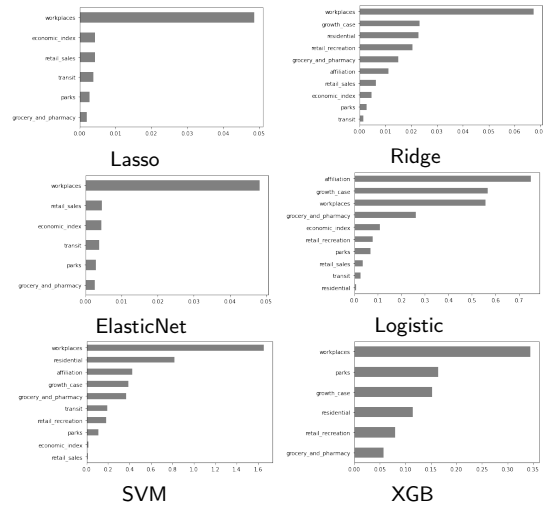 workplaces
economic_index
retail_sales
transit
parks
grocery_and_pharmacy
0.00 0.01 0.02 0.03 0.04 0.05
Lasso
workplaces
growth_case
residential
retail_recreation
grocery_and_pharmacy
affiliation
retail_sales
economic_index
parks
transit
0.00 0.01 0.02 0.03 0.04 0.05 0.06 0.07
Ridge
workplaces
retail_sales
economic_index
transit
parks
grocery_and_pharmacy
0.00 0.01 0.02 0.03 0.04 0.05
ElasticNet
affiliation
growth_case
workplaces
grocery_and_pharmacy
economic_index
retail_recreation
parks
retail_sales
transit
residential
0.0 0.1 0.2 0.3 0.4 0.5 0.6 0.7
Logistic
workplaces
residential
affiliation
growth_case
grocery_and_pharmacy
transit
retail_recreation
parks
economic_index
retail_sales
0.0 0.2 0.4 0.6 0.8 1.0 1.2 1.4 1.6
SVM
workplaces
parks
growth_case
residential
retail_recreation
grocery_and_pharmacy
0.00 0.05 0.10 0.15 0.20 0.25 0.30 0.35
XGB